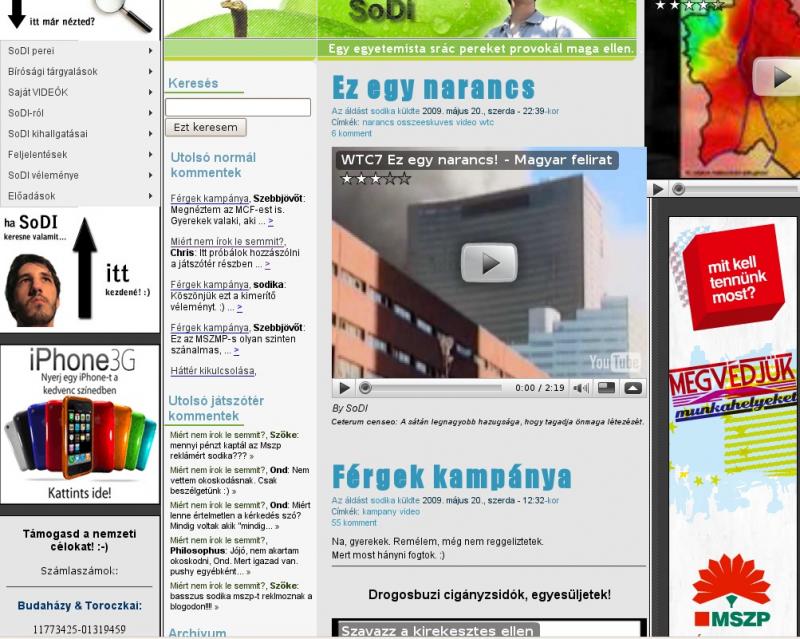 itt már nézted?
SoDI perei
Bírósági tárgyalások
Saját VIDEÓK
SoDI-ról
SoDI kihallgatásai
Feljelentések
SoDI véleménye
Előadások
ha SoDI
keresne valamit...
itt
kezdené! :)
iPhone3G
Nyerj egy iPhone-t a
kedvenc színedben
Kattints ide!
Támogasd a nemzeti
célokat! :-)
Számlaszámok::
Budaházy & Toroczkai:
11773425-01319459
SoDI
Egy egyetemista srác pereket provokál maga ellen.
Keresés
Ezt keresem
Utolsó normál
kommentek
Férgek kampánya, Szebbjövőt:
Megnéztem az MCF-est is.
Gyerekek valaki, aki ... >
Miért nem írok le semmit?,
Chris: Itt próbálok hozzászólni
a játszótér részben ... >
Férgek kampánya, sodika:
Köszönjük ezt a kimerítő
véleményt. :) ... >
Férgek kampánya, Szebbjövőt:
Ez az MSZMP-s olyan szinten
szánalmas, ... >
Háttér kikulcsolása,
Utolsó játszótér
kommentek
Miért nem írok le semmit?, Szöke:
mennyi pénzt kaptál az Mszp
reklámért sodika??? »
Miért nem írok le semmit?, Ond: Nem
vettem okoskodásnak. Csak
beszélgetünk :) »
Miért nem írok le semmit?, Ond: Miért
lenne értelmetlen a kérkedés szó?
Mindig voltak akik "mindig... »
Miért nem írok le semmit?,
Philosophus: Jójó, nem akartam
okoskodni, Ond. Mert igazad van.
pushy egyébként... »
Miért nem írok le semmit?, Szöke:
basszus sodika mszp-t reklmoznak a
blogodon!!!! »
Archívum
Ez egy narancs
Az áldást sodika küldte 2009. május 20., szerda - 22:39-kor
Címkék: narancs osszeeskuves video wtc
6 komment
WTC7 Ez egy narancs! - Magyar felirat
YouTube
0:00 / 2:19
By SoDI
Ceterum censeo: A sátán legnagyobb hazugsága, hogy tagadja önmaga létezését.
Férgek kampánya
Az áldást sodika küldte 2009. május 20., szerda - 12:32-kor
Címkék: kampany video
55 komment
Na, gyerekek. Remélem, még nem reggeliztetek.
Mert most hányni fogtok. :)
Drogosbuzi cigányzsidók, egyesüljetek!
Szavazz a kirekesztes ellen
mit kell
tennünk
most?
MEGVÉDJÜK
munkahelyeket
MSZP